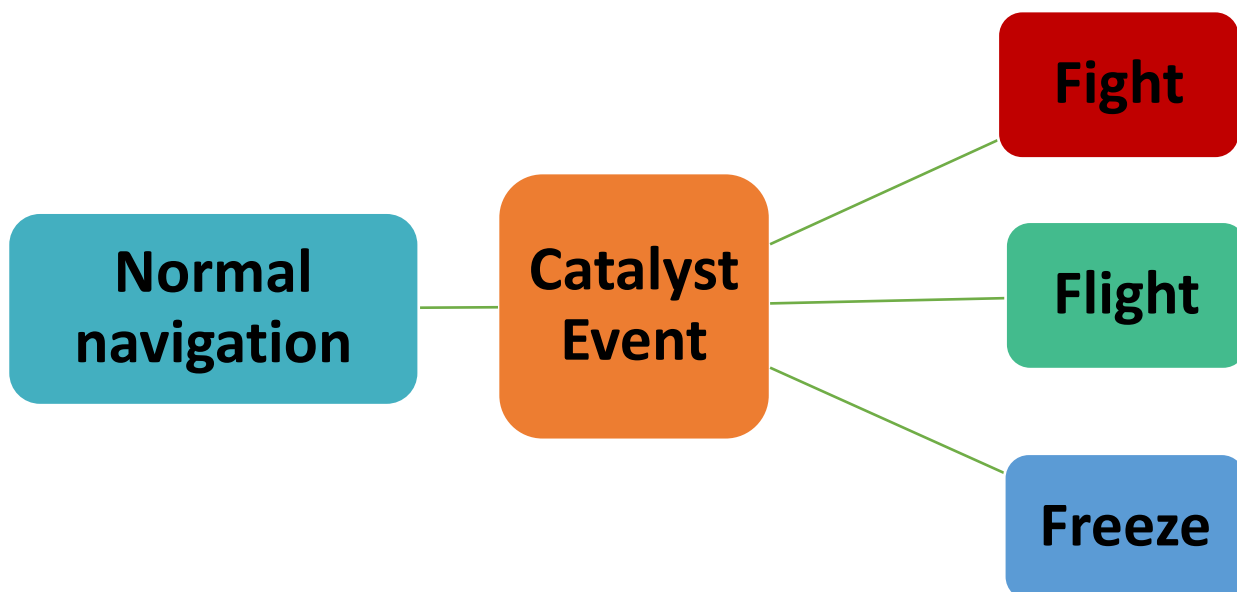 Normal
navigation
Catalyst
Event
Fight
Flight
Freeze